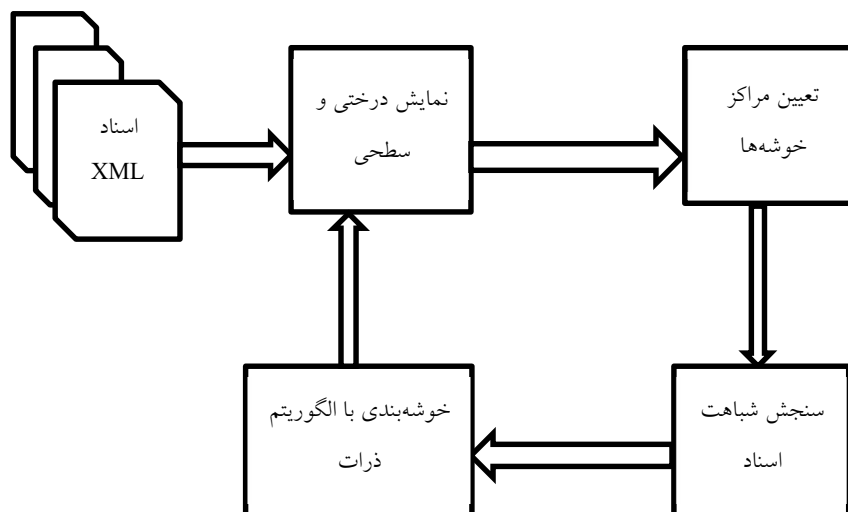 اسناد
XML
نمایش درختی و
سطحی
تعیین مراکز
خوشه‌ها
سنجش شباهت
اسناد
خوشه‌بندی با الگوریتم
ذرات